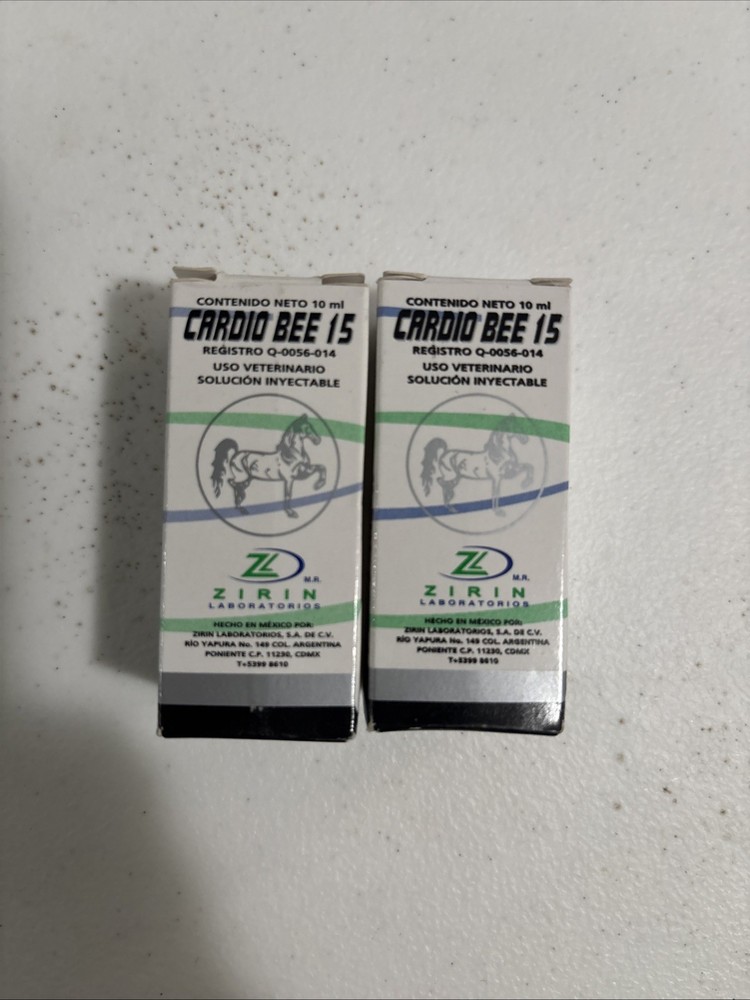 CONTENIDO NETO 10 ml
CARDIO BEE 15
REGISTRO Q-0056-014
USO VETERINARIO
SOLUCIÓN INYECTABLE
ZL
M.R.
ZIRIN
LABORATORIOS
HECHO EN MÉXICO POR:
ZIRIN LABORATORIOS, S.A. DE C.V.
RÍO YAPURA No. 149 COL. ARGENTINA
PONIENTE C.P. 11230, CDMX
T+5399 8610
CONTENIDO NETO 10 ml
CARDIO BEE 15
REGISTRO Q-0056-014
USO VETERINARIO
SOLUCIÓN INYECTABLE
ZL
M.R.
ZIRIN
LABORATORIOS
HECHO EN MÉXICO POR:
ZIRIN LABORATORIOS, S.A. DE C.V.
RÍO YAPURA No. 149 COL. ARGENTINA
PONIENTE C.P. 11230, CDMX
T+5399 8610